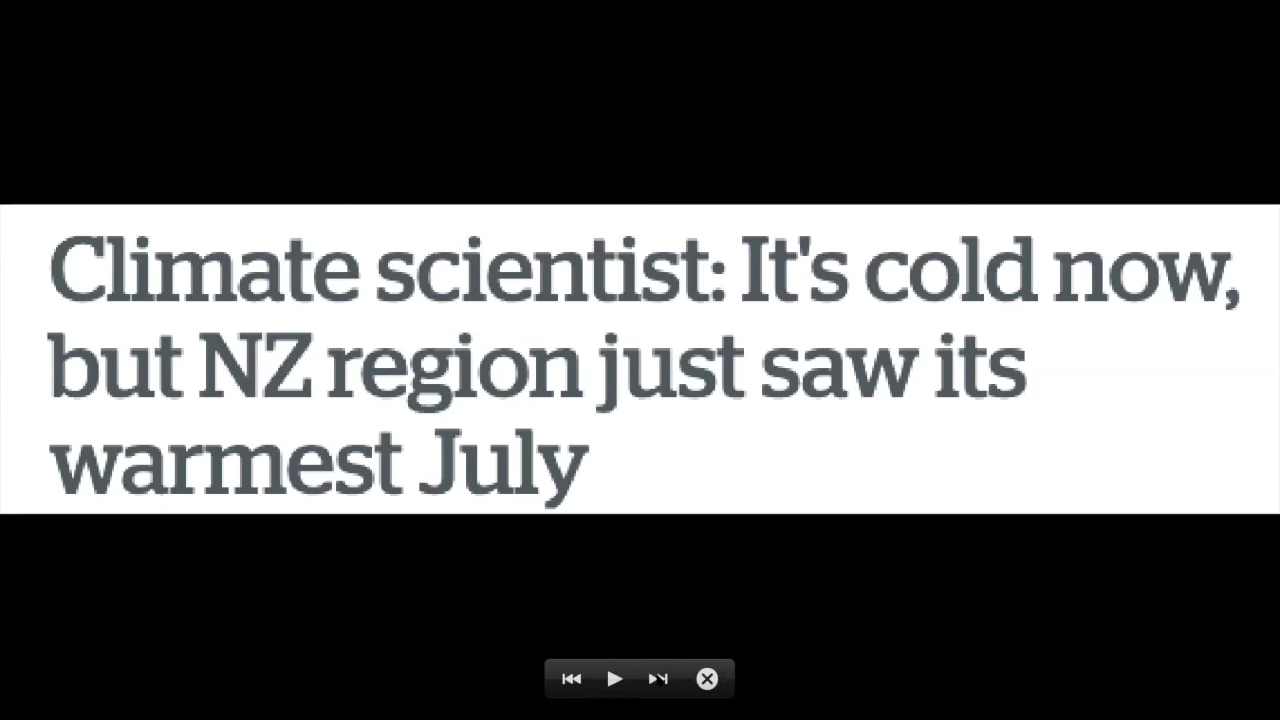 Climate scientist: It's cold now,
but NZ region just saw its
warmest July